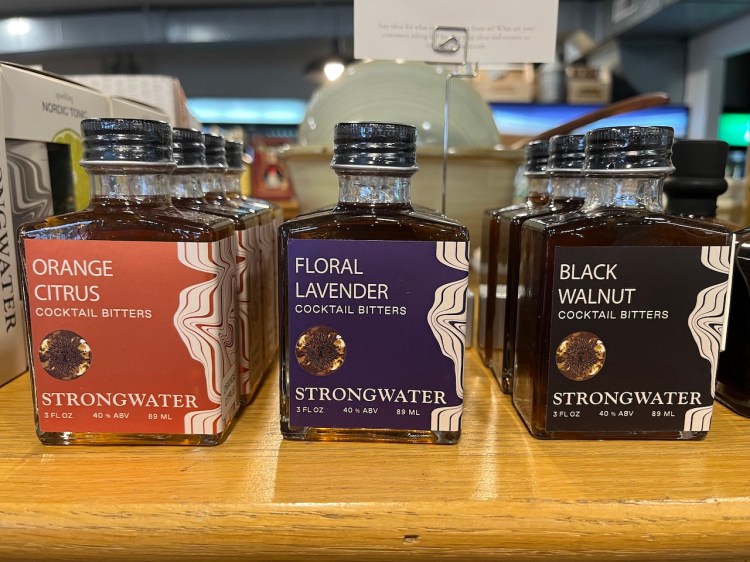 NORDIC TONIC
ORANGE
CITRUS
COCKTAIL BITTERS
STRONGWATER
3 FL OZ 40 % ABV 89 ML
FLORAL
LAVENDER
COCKTAIL BITTERS
STRONGWATER
3 FL OZ 40 % ABV 89 ML
BLACK
WALNUT
COCKTAIL BITTERS
STRONGWATER
3 FL OZ 40 % ABV 89 ML